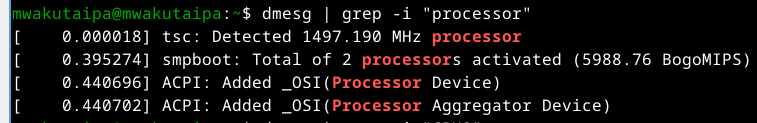 mwakutaipa@mwakutaipa:~$ dmesg | grep -i "processor"
[    0.000018] tsc: Detected 1497.190 MHz processor
[    0.395274] smpboot: Total of 2 processors activated (5988.76 BogoMIPS)
[    0.440696] ACPI: Added _OSI(Processor Device)
[    0.440702] ACPI: Added _OSI(Processor Aggregator Device)